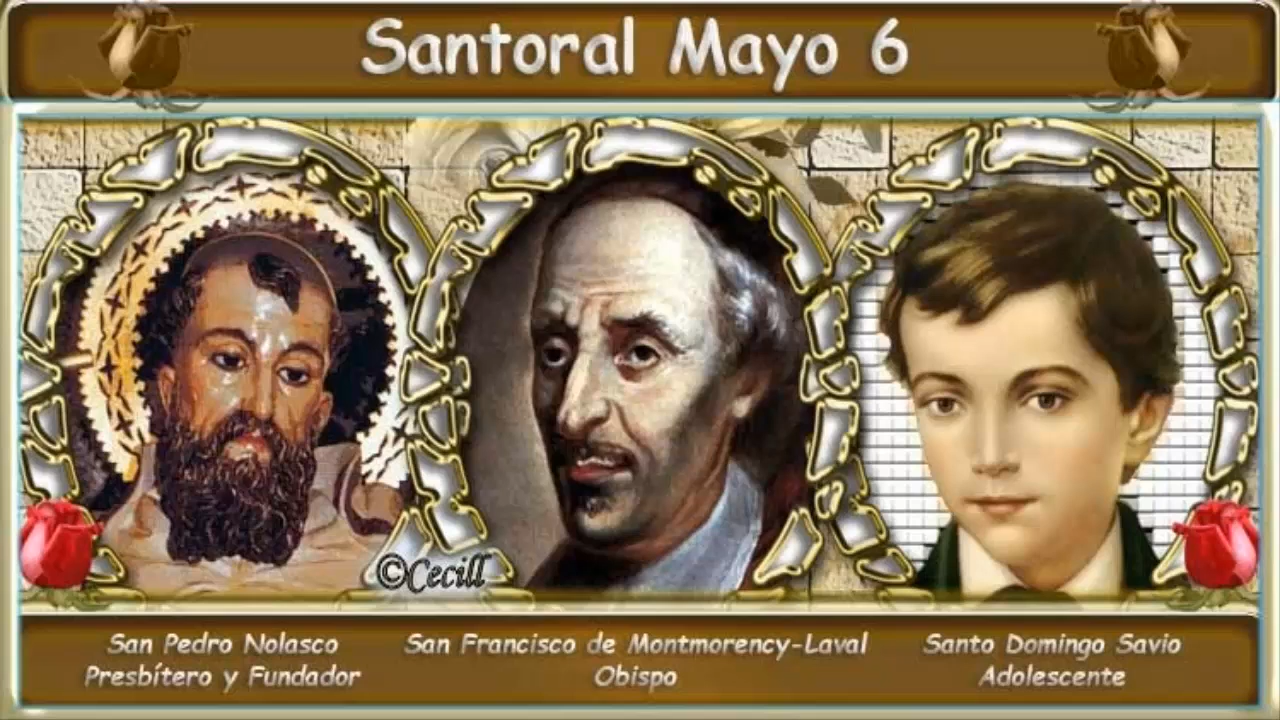 Santoral Mayo 6
©Cecill
San Pedro Nolasco
Presbítero y Fundador
San Francisco de Montmorency-Laval
Obispo
Santo Domingo Savio
Adolescente